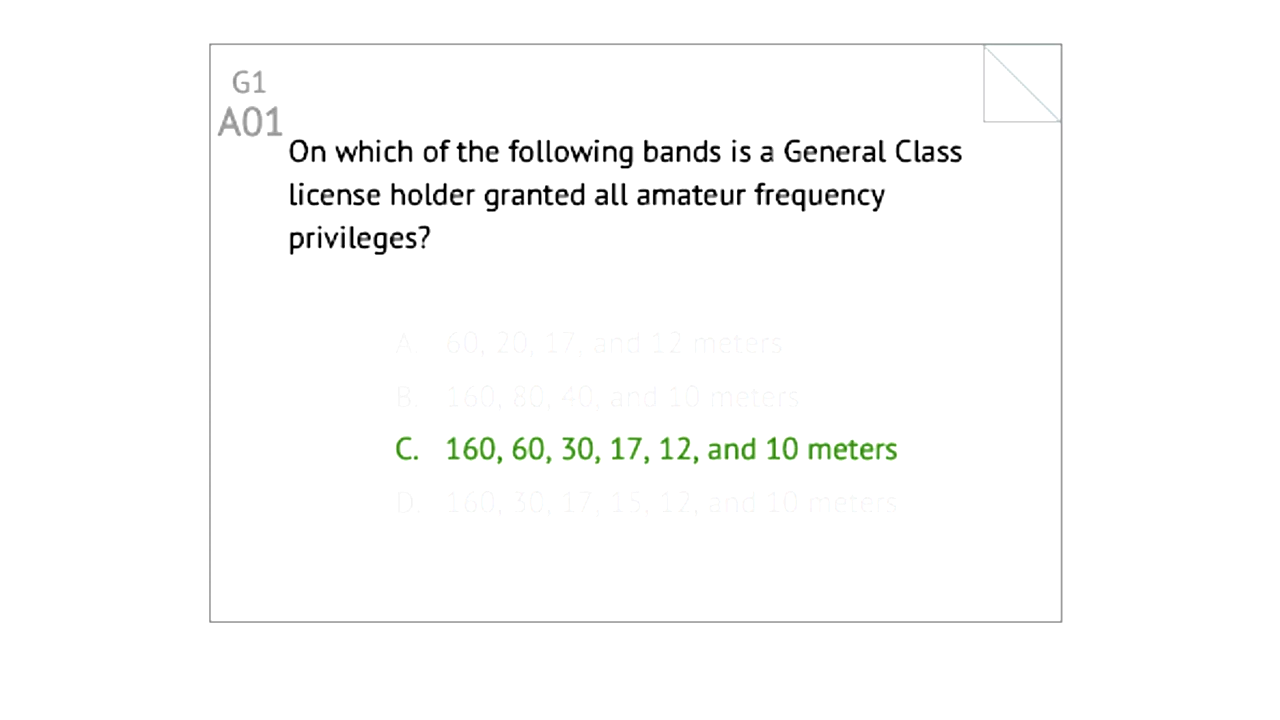 G1
A01
On which of the following bands is a General Class
license holder granted all amateur frequency
privileges?
A. 60, 20, 17, and 12 meters
B. 160, 80, 40, and 10 meters
C. 160, 60, 30, 17, 12, and 10 meters
D. 160, 30, 17, 15, 12, and 10 meters